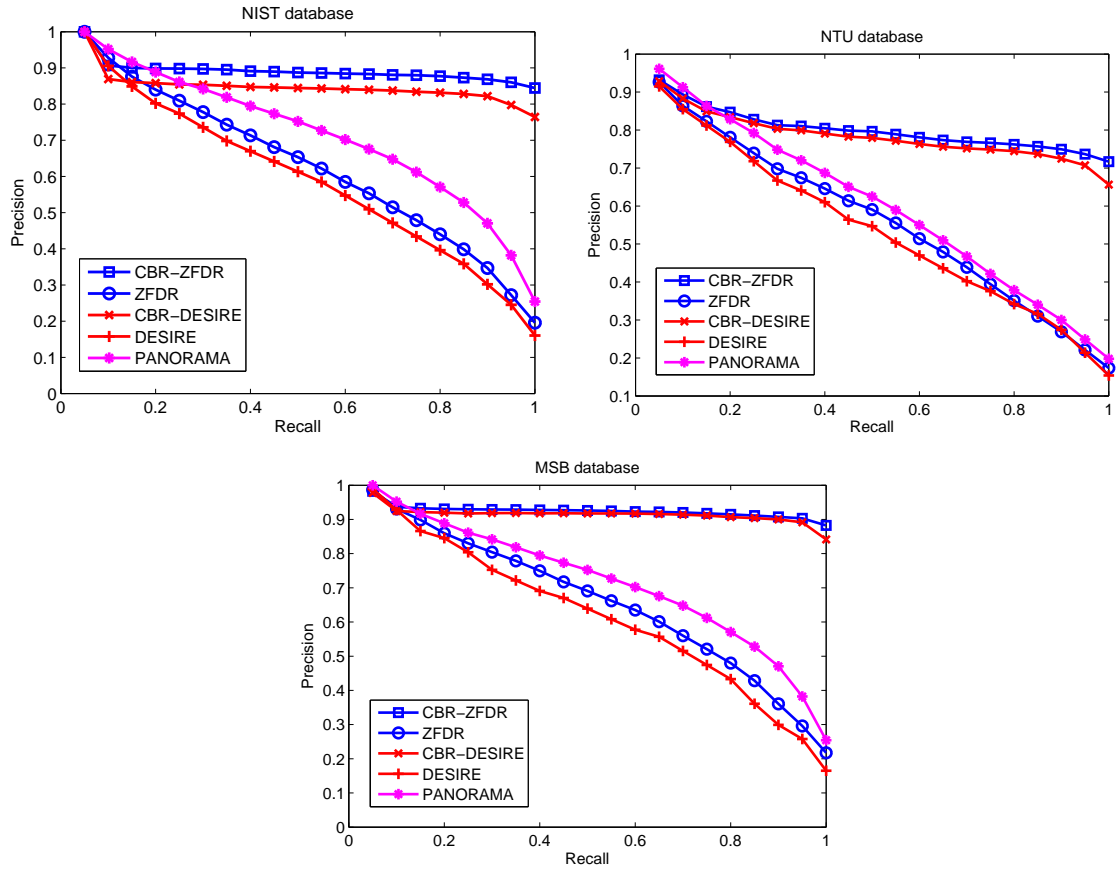 NIST database
1
0.9
0.8
0.7
0.6
0.5
0.4
0.3
0.2
0.1
0
Precision
CBR−ZFDR
ZFDR
CBR−DESIRE
DESIRE
PANORAMA
0 0.2 0.4 0.6 0.8 1
Recall
NTU database
1
0.9
0.8
0.7
0.6
0.5
0.4
0.3
0.2
0.1
Precision
CBR−ZFDR
ZFDR
CBR−DESIRE
DESIRE
PANORAMA
0 0.2 0.4 0.6 0.8 1
Recall
MSB database
1
0.9
0.8
0.7
0.6
0.5
0.4
0.3
0.2
0.1
0
Precision
CBR−ZFDR
ZFDR
CBR−DESIRE
DESIRE
PANORAMA
0 0.2 0.4 0.6 0.8 1
Recall